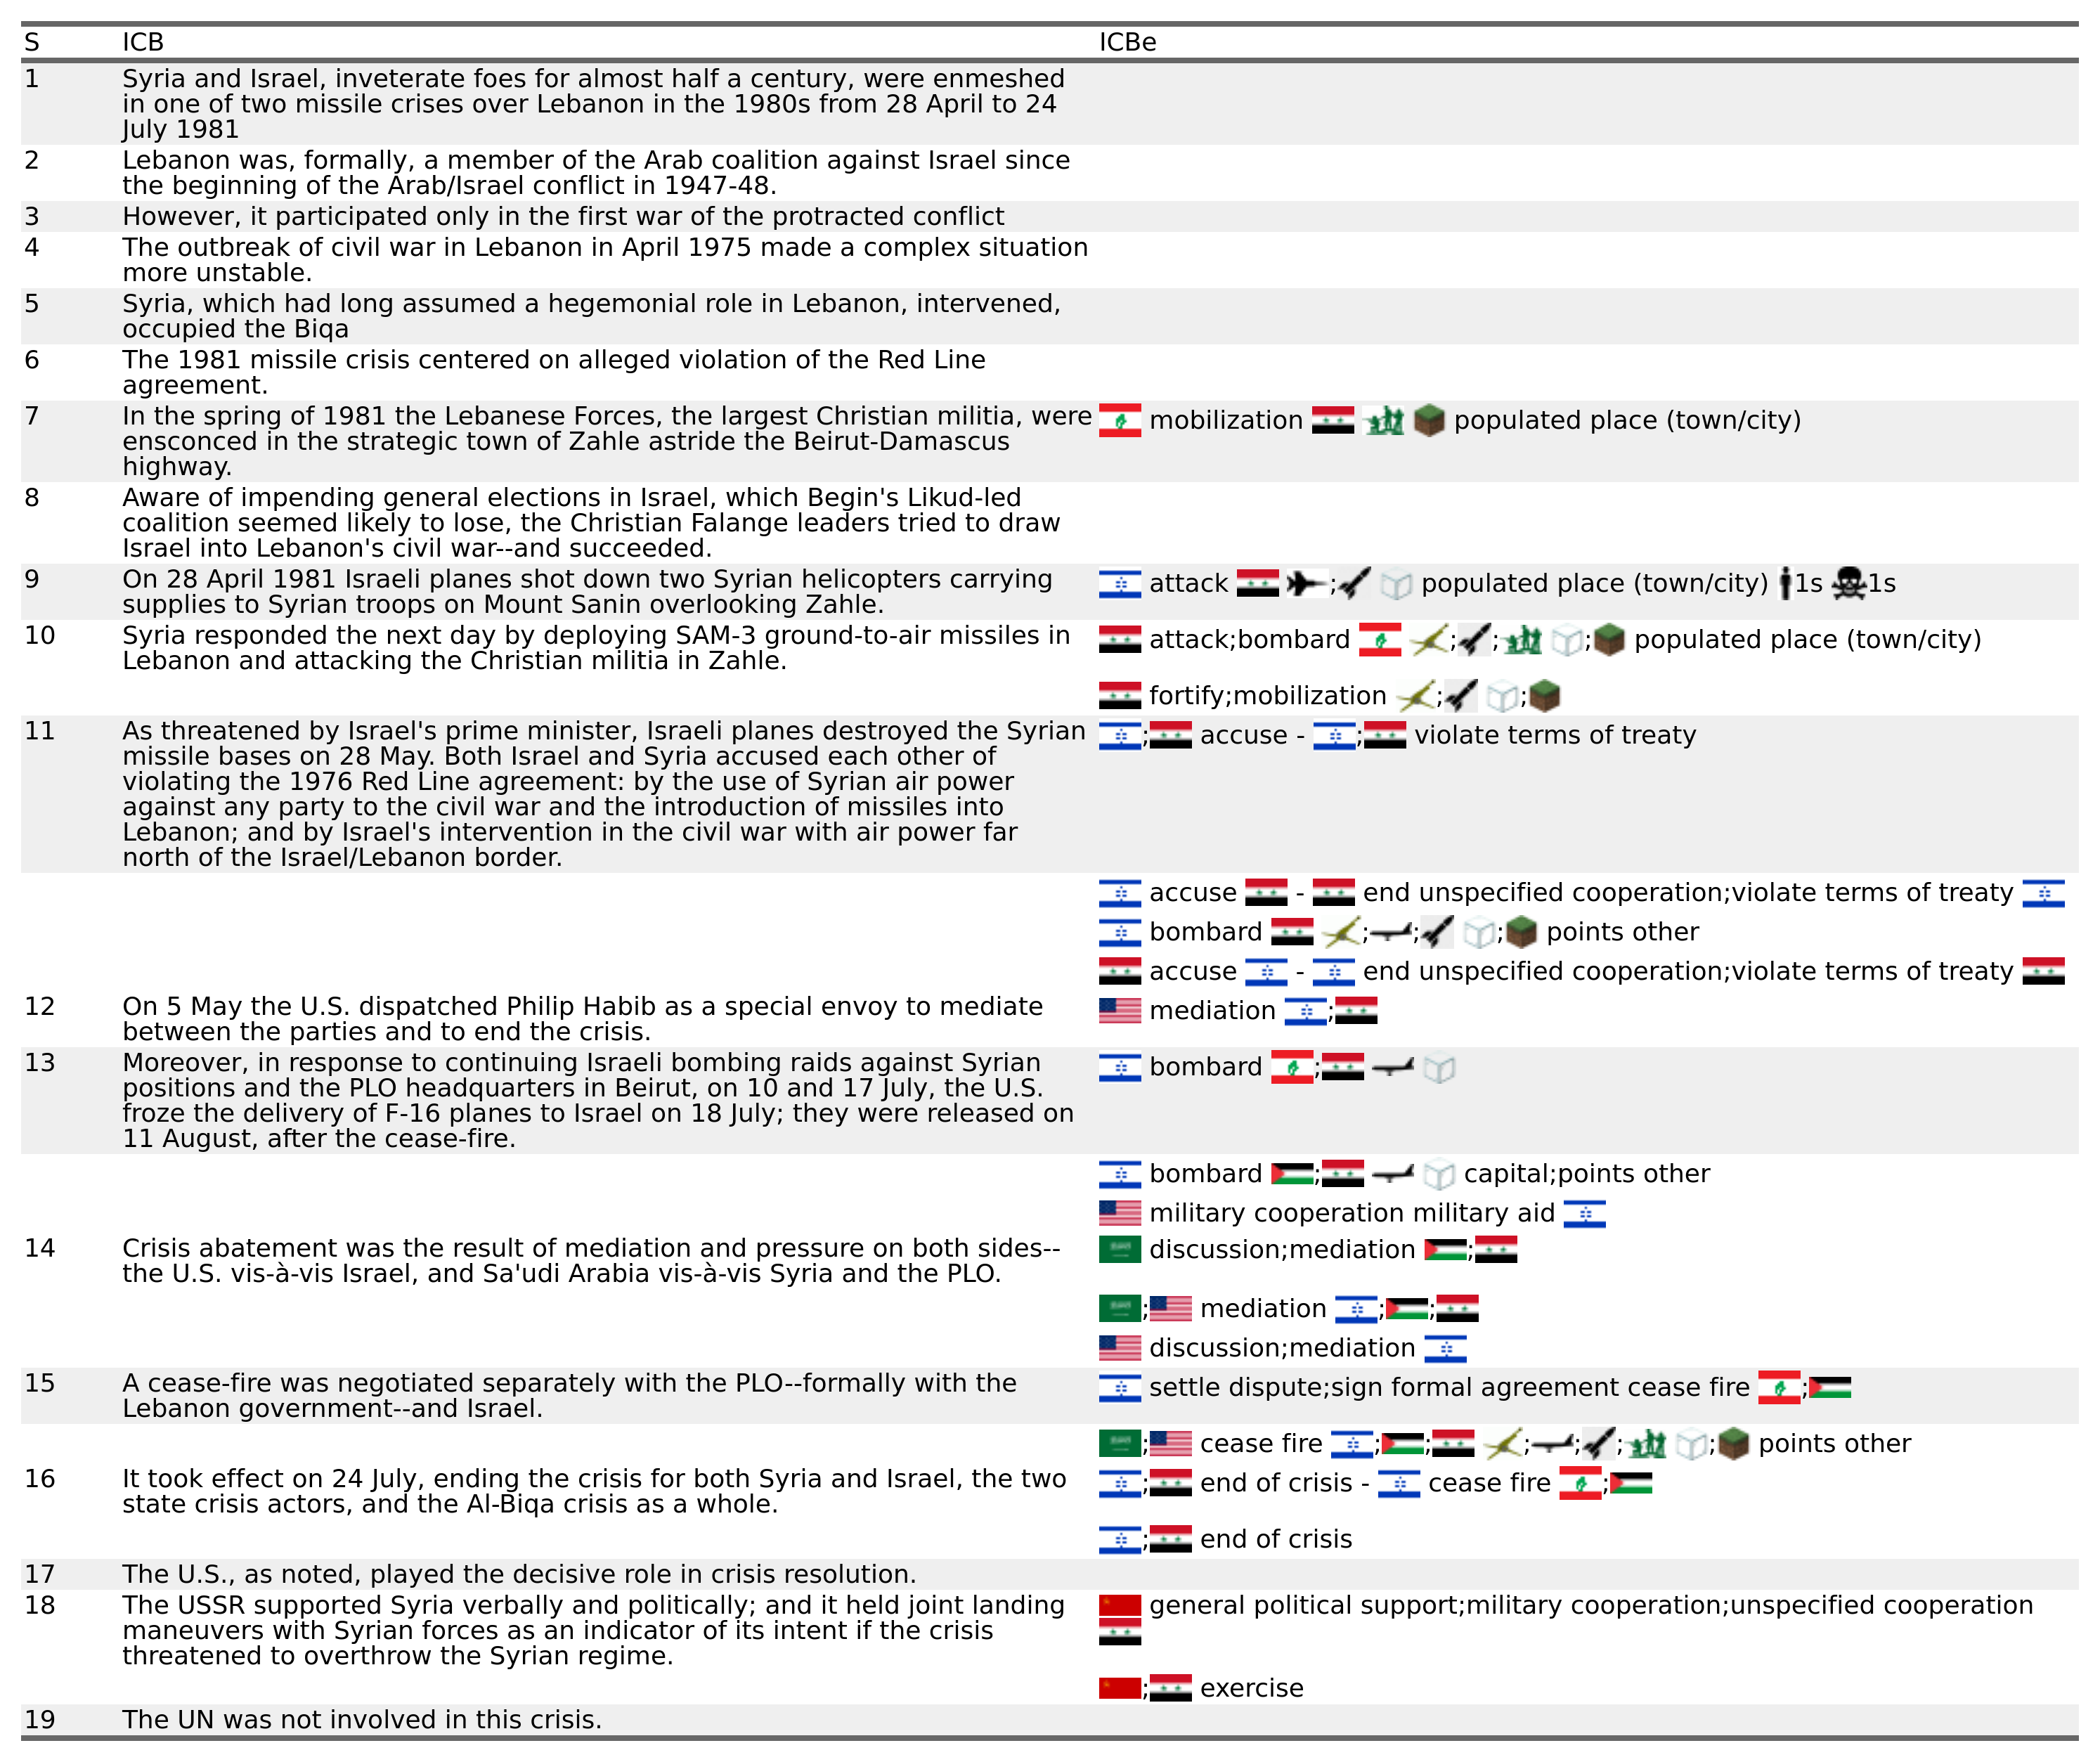 S ICB ICBe
1 Syria and Israel, inveterate foes for almost half a century, were enmeshed
in one of two missile crises over Lebanon in the 1980s from 28 April to 24
July 1981
2 Lebanon was, formally, a member of the Arab coalition against Israel since
the beginning of the Arab/Israel conflict in 1947-48.
3 However, it participated only in the first war of the protracted conflict
4 The outbreak of civil war in Lebanon in April 1975 made a complex situation
more unstable.
5 Syria, which had long assumed a hegemonial role in Lebanon, intervened,
occupied the Biqa
6 The 1981 missile crisis centered on alleged violation of the Red Line
agreement.
7 In the spring of 1981 the Lebanese Forces, the largest Christian militia, were mobilization populated place (town/city)
ensconced in the strategic town of Zahle astride the Beirut-Damascus
highway.
8 Aware of impending general elections in Israel, which Begin's Likud-led
coalition seemed likely to lose, the Christian Falange leaders tried to draw
Israel into Lebanon's civil war--and succeeded.
9 On 28 April 1981 Israeli planes shot down two Syrian helicopters carrying attack ; populated place (town/city) 1s 1s
supplies to Syrian troops on Mount Sanin overlooking Zahle.
10 Syria responded the next day by deploying SAM-3 ground-to-air missiles in attack;bombard ; ; ; populated place (town/city)
Lebanon and attacking the Christian militia in Zahle.
fortify;mobilization ; ;
11 As threatened by Israel's prime minister, Israeli planes destroyed the Syrian ; accuse - ; violate terms of treaty
missile bases on 28 May. Both Israel and Syria accused each other of
violating the 1976 Red Line agreement: by the use of Syrian air power
against any party to the civil war and the introduction of missiles into
Lebanon; and by Israel's intervention in the civil war with air power far
north of the Israel/Lebanon border.
accuse - end unspecified cooperation;violate terms of treaty
bombard ; ; ; points other
accuse - end unspecified cooperation;violate terms of treaty
12 On 5 May the U.S. dispatched Philip Habib as a special envoy to mediate mediation ;
between the parties and to end the crisis.
13 Moreover, in response to continuing Israeli bombing raids against Syrian bombard ;
positions and the PLO headquarters in Beirut, on 10 and 17 July, the U.S.
froze the delivery of F-16 planes to Israel on 18 July; they were released on
11 August, after the cease-fire.
bombard ; capital;points other
military cooperation military aid
14 Crisis abatement was the result of mediation and pressure on both sides-- discussion;mediation ;
the U.S. vis-à-vis Israel, and Sa'udi Arabia vis-à-vis Syria and the PLO.
; mediation ; ;
discussion;mediation
15 A cease-fire was negotiated separately with the PLO--formally with the settle dispute;sign formal agreement cease fire ;
Lebanon government--and Israel.
; cease fire ; ; ; ; ; ; points other
16 It took effect on 24 July, ending the crisis for both Syria and Israel, the two ; end of crisis - cease fire ;
state crisis actors, and the Al-Biqa crisis as a whole.
; end of crisis
17 The U.S., as noted, played the decisive role in crisis resolution.
18 The USSR supported Syria verbally and politically; and it held joint landing general political support;military cooperation;unspecified cooperation
maneuvers with Syrian forces as an indicator of its intent if the crisis
threatened to overthrow the Syrian regime.
; exercise
19 The UN was not involved in this crisis.